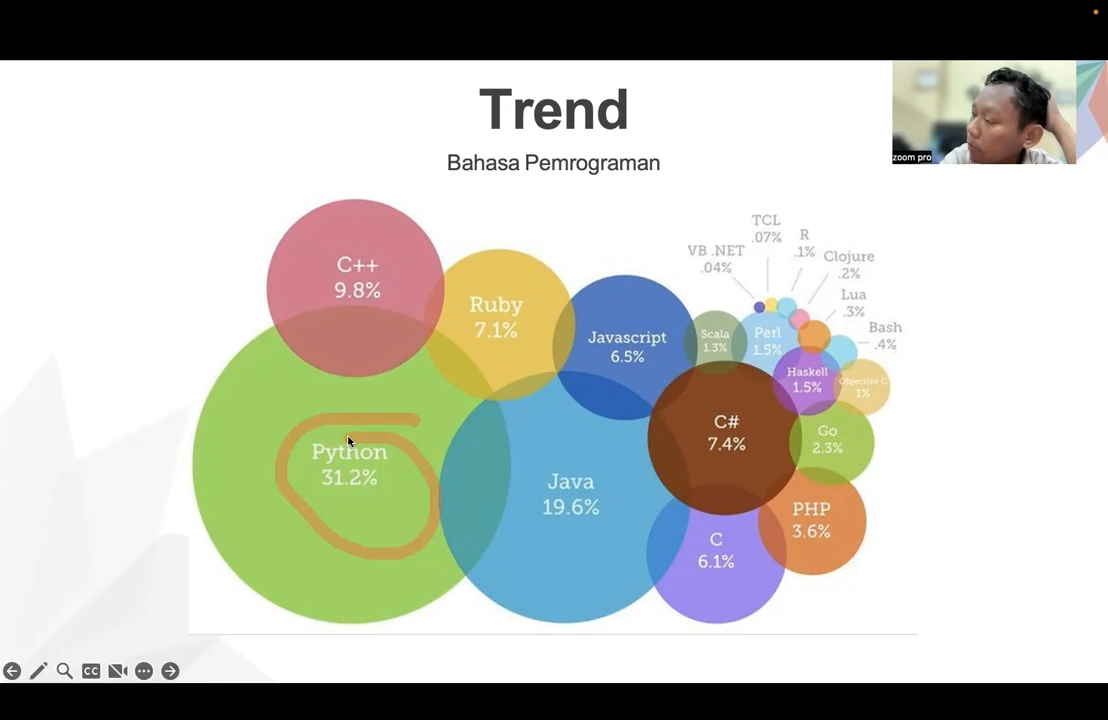 Trend
Bahasa Pemrograman
zoom pro
C++
9.8%
Ruby
7.1%
Javascript
6.5%
Scala
1.3%
Perl
1.5%
VB .NET
.04%
TCL
.07%
R
.1%
Clojure
.2%
Lua
.3%
Bash
.4%
Haskell
1.5%
Objective C
1%
Python
31.2%
Java
19.6%
C#
7.4%
Go
2.3%
C
6.1%
PHP
3.6%
CC